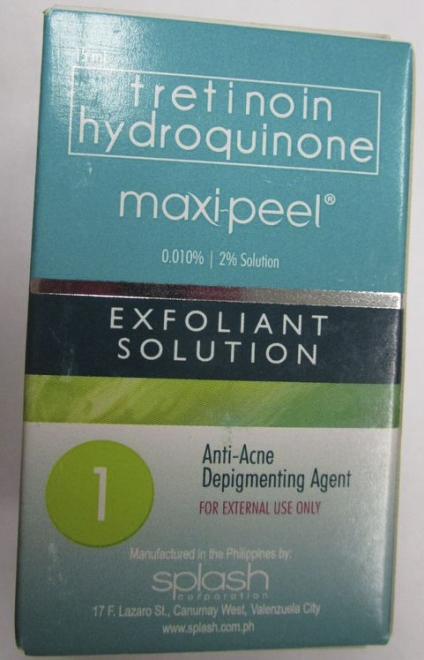 tretinoin
hydroquinone
maxi-peel®
0.010% | 2% Solution
EXFOLIANT
SOLUTION
1
Anti-Acne
Depigmenting Agent
FOR EXTERNAL USE ONLY
Manufactured in the Philippines by:
splash
corporation
17 F. Lazaro St., Canumay West, Valenzuela City
www.splash.com.ph